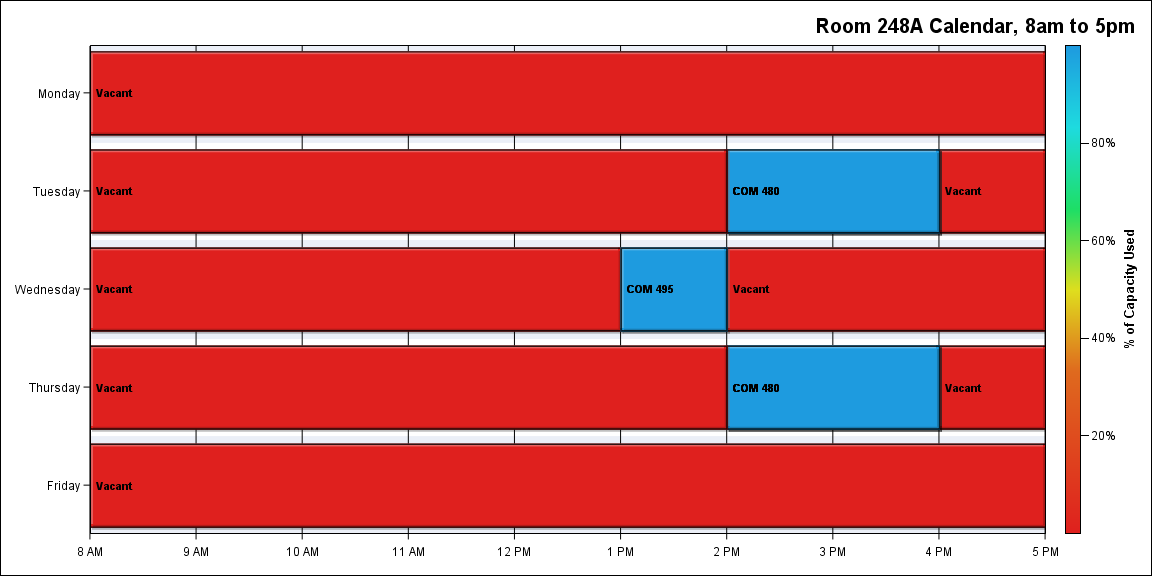 Room 248A Calendar, 8am to 5pm
Monday
Vacant
Tuesday
Vacant
COM 480
Vacant
Wednesday
Vacant
COM 495
Vacant
Thursday
Vacant
COM 480
Vacant
Friday
Vacant
8 AM
9 AM
10 AM
11 AM
12 PM
1 PM
2 PM
3 PM
4 PM
5 PM
80%
60%
40%
20%
% of Capacity Used